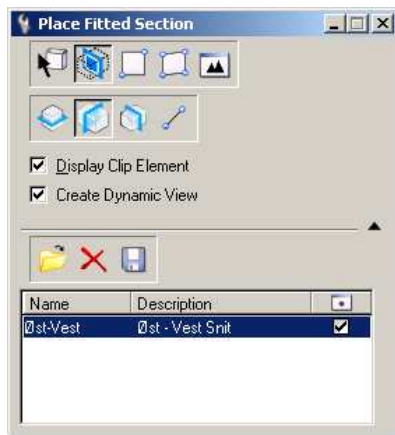 Place Fitted Section
Display Clip Element
Create Dynamic View
Name Description
Øst-Vest Øst - Vest Snit